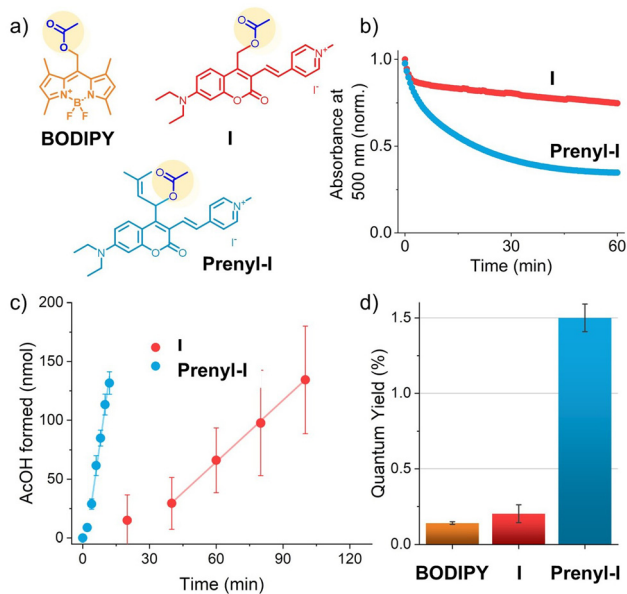 a)
O
O
N+
B-
N
F
F
BODIPY
O
O
N+
I-
N
O
O
I
O
O
N+
I-
N
O
O
Prenyl-I
b)
Absorbance at
500 nm (norm.)
1.0
0.5
0.0
0
30
60
Time (min)
I
Prenyl-I
c)
AcOH formed (nmol)
200
150
100
50
0
0
30
60
90
120
Time (min)
I
Prenyl-I
d)
Quantum Yield (%)
1.5
1.0
0.5
0.0
BODIPY
I
Prenyl-I